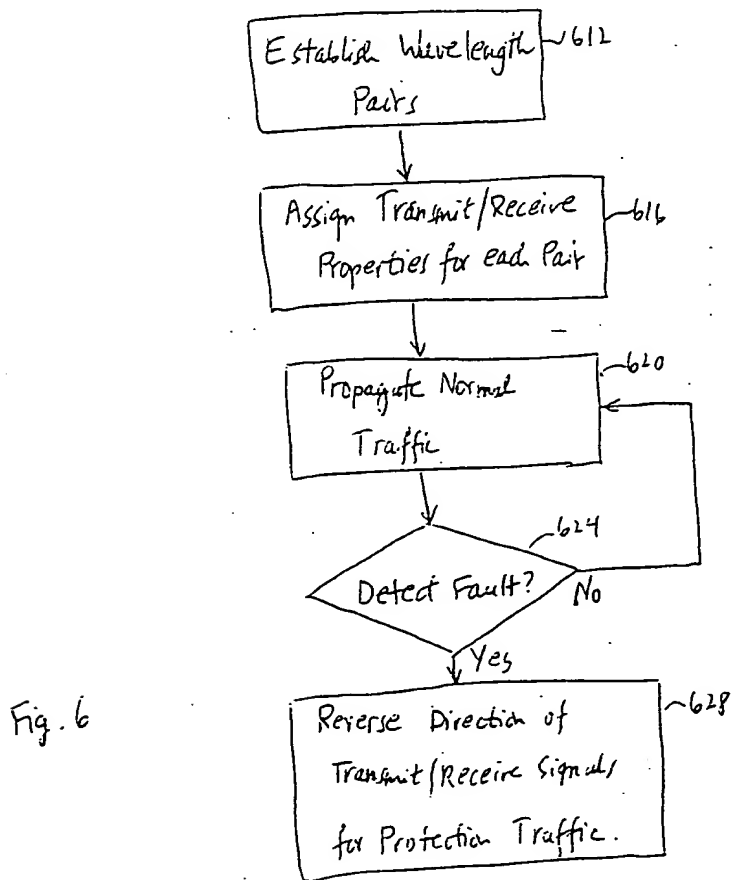 Establish Wavelength
Pairs
612
Assign Transmit/Receive
Properties for each Pair
616
Propagate Normal
Traffic
620
624
Detect Fault?
No
Yes
Reverse Direction of
Transmit/Receive Signals
for Protection Traffic.
628
Fig. 6